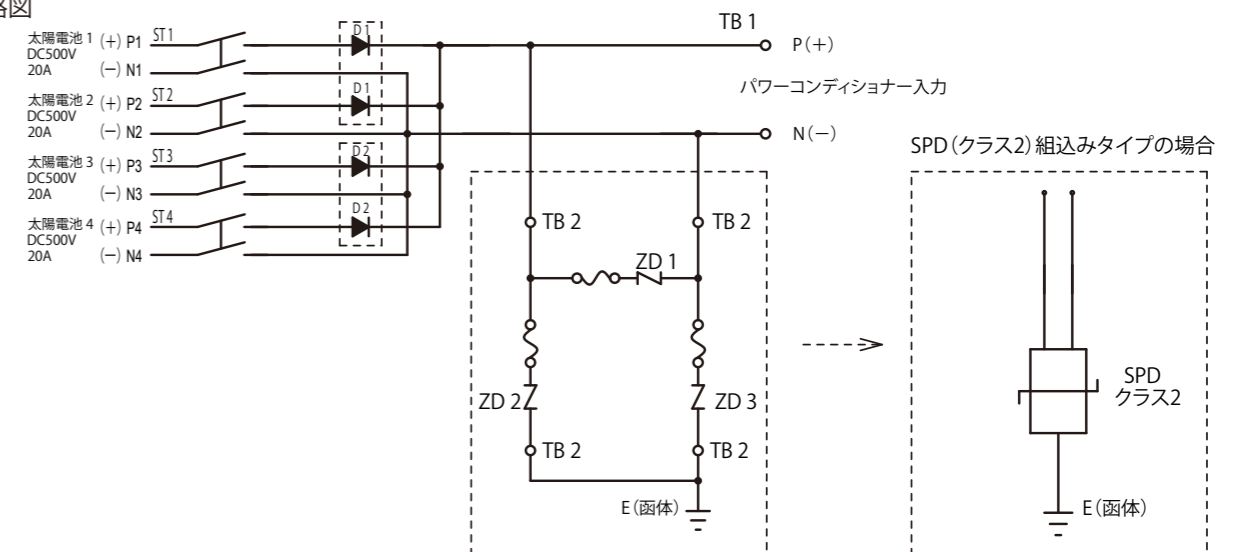 略図
太陽電池 1 (+) P1 ST1
DC500V
20A (−) N1
太陽電池 2 (+) P2 ST2
DC500V
20A (−) N2
太陽電池 3 (+) P3 ST3
DC500V
20A (−) N3
太陽電池 4 (+) P4 ST4
DC500V
20A (−) N4
D1
D1
D2
D2
TB 1
P(+)
パワーコンディショナー入力
N(−)
TB 2
TB 2
ZD 1
ZD 2
ZD 3
TB 2
TB 2
E(函体)
SPD(クラス2)組込みタイプの場合
SPD
クラス2
E(函体)